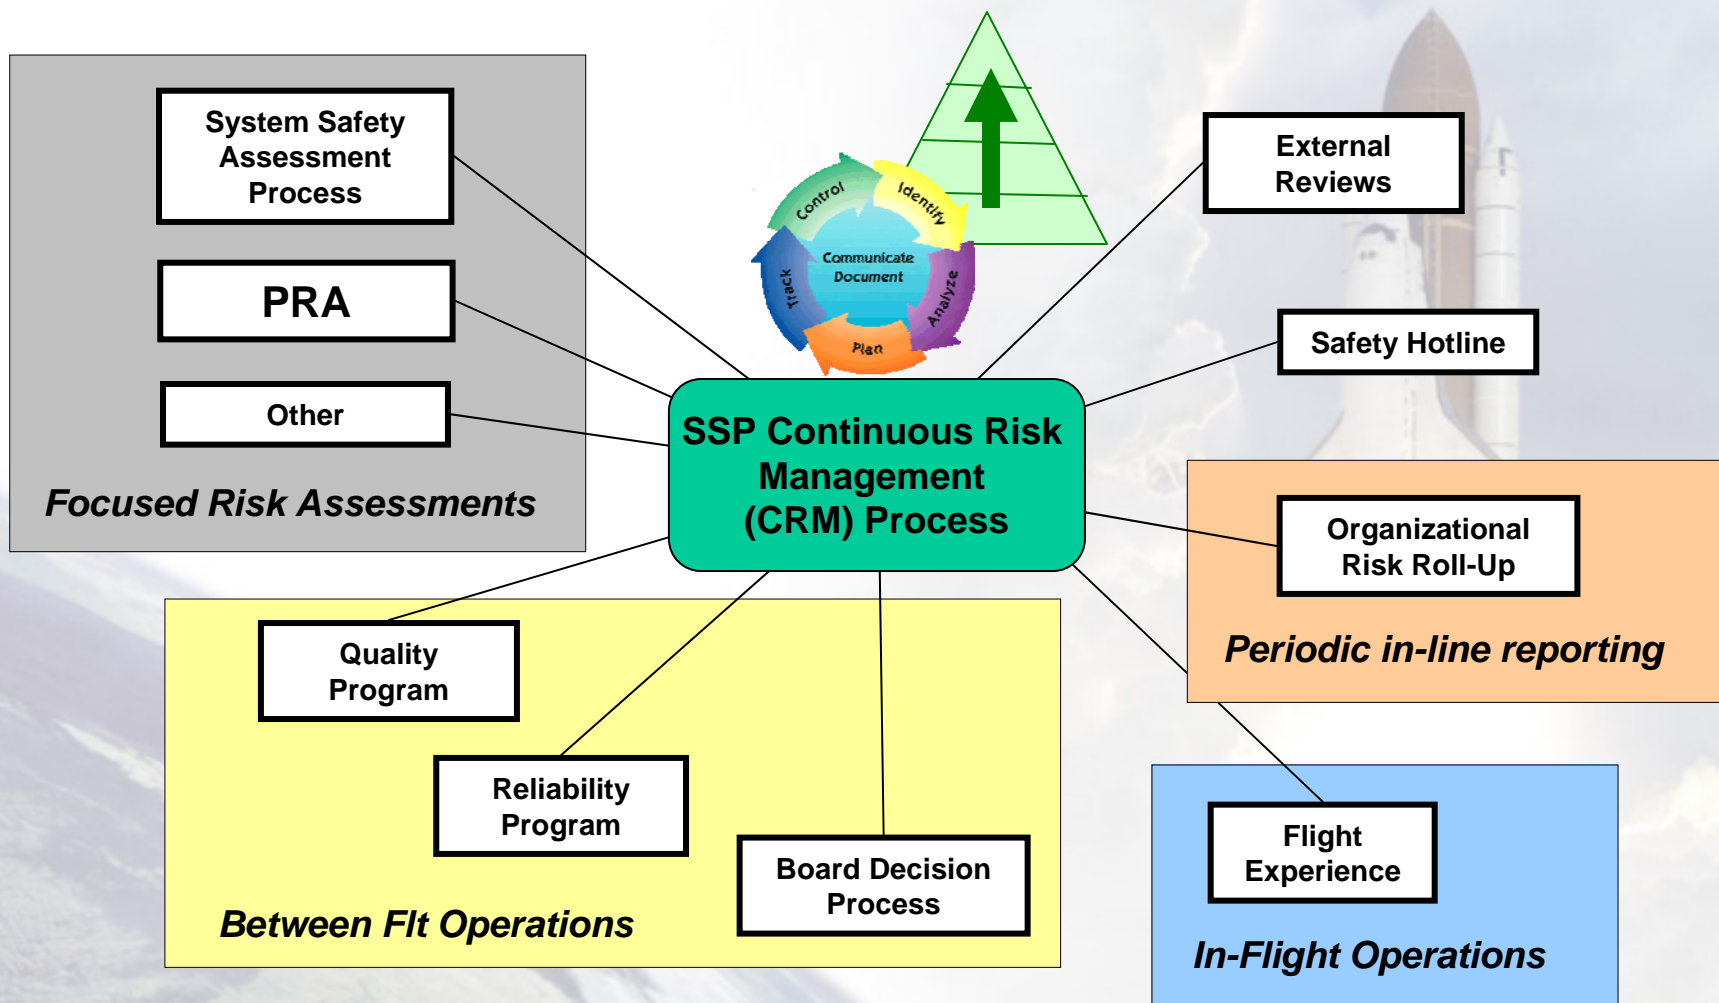 System Safety
Assessment
Process
PRA
Other
Focused Risk Assessments
Control
Identify
Communicate
Document
Track
Analyze
Plan
External
Reviews
Safety Hotline
SSP Continuous Risk
Management
(CRM) Process
Organizational
Risk Roll-Up
Periodic in-line reporting
Quality
Program
Reliability
Program
Board Decision
Process
Between Flt Operations
Flight
Experience
In-Flight Operations